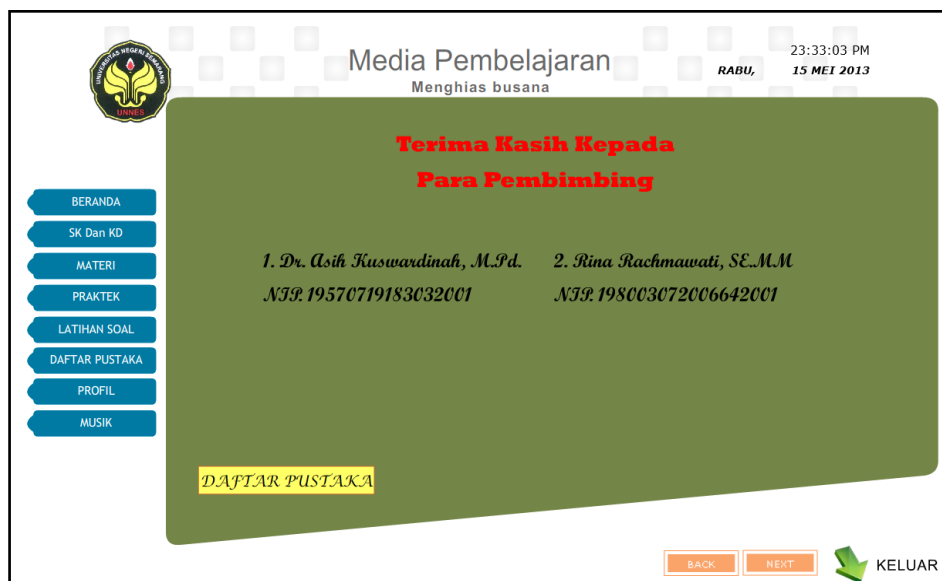 UNIVERSITAS NEGERI SEMARANG
UNNES
Media Pembelajaran
Menghias busana
23:33:03 PM
RABU, 15 MEI 2013
Terima Kasih Kepada
Para Pembimbing
BERANDA
SK Dan KD
MATERI
PRAKTEK
LATIHAN SOAL
DAFTAR PUSTAKA
PROFIL
MUSIK
1. Dr. Asih Kuswardinah, M.Pd. 2. Rina Rachmawati, SE.M.M
NIP. 19570719183032001 NIP. 198003072006642001
DAFTAR PUSTAKA
BACK NEXT KELUAR